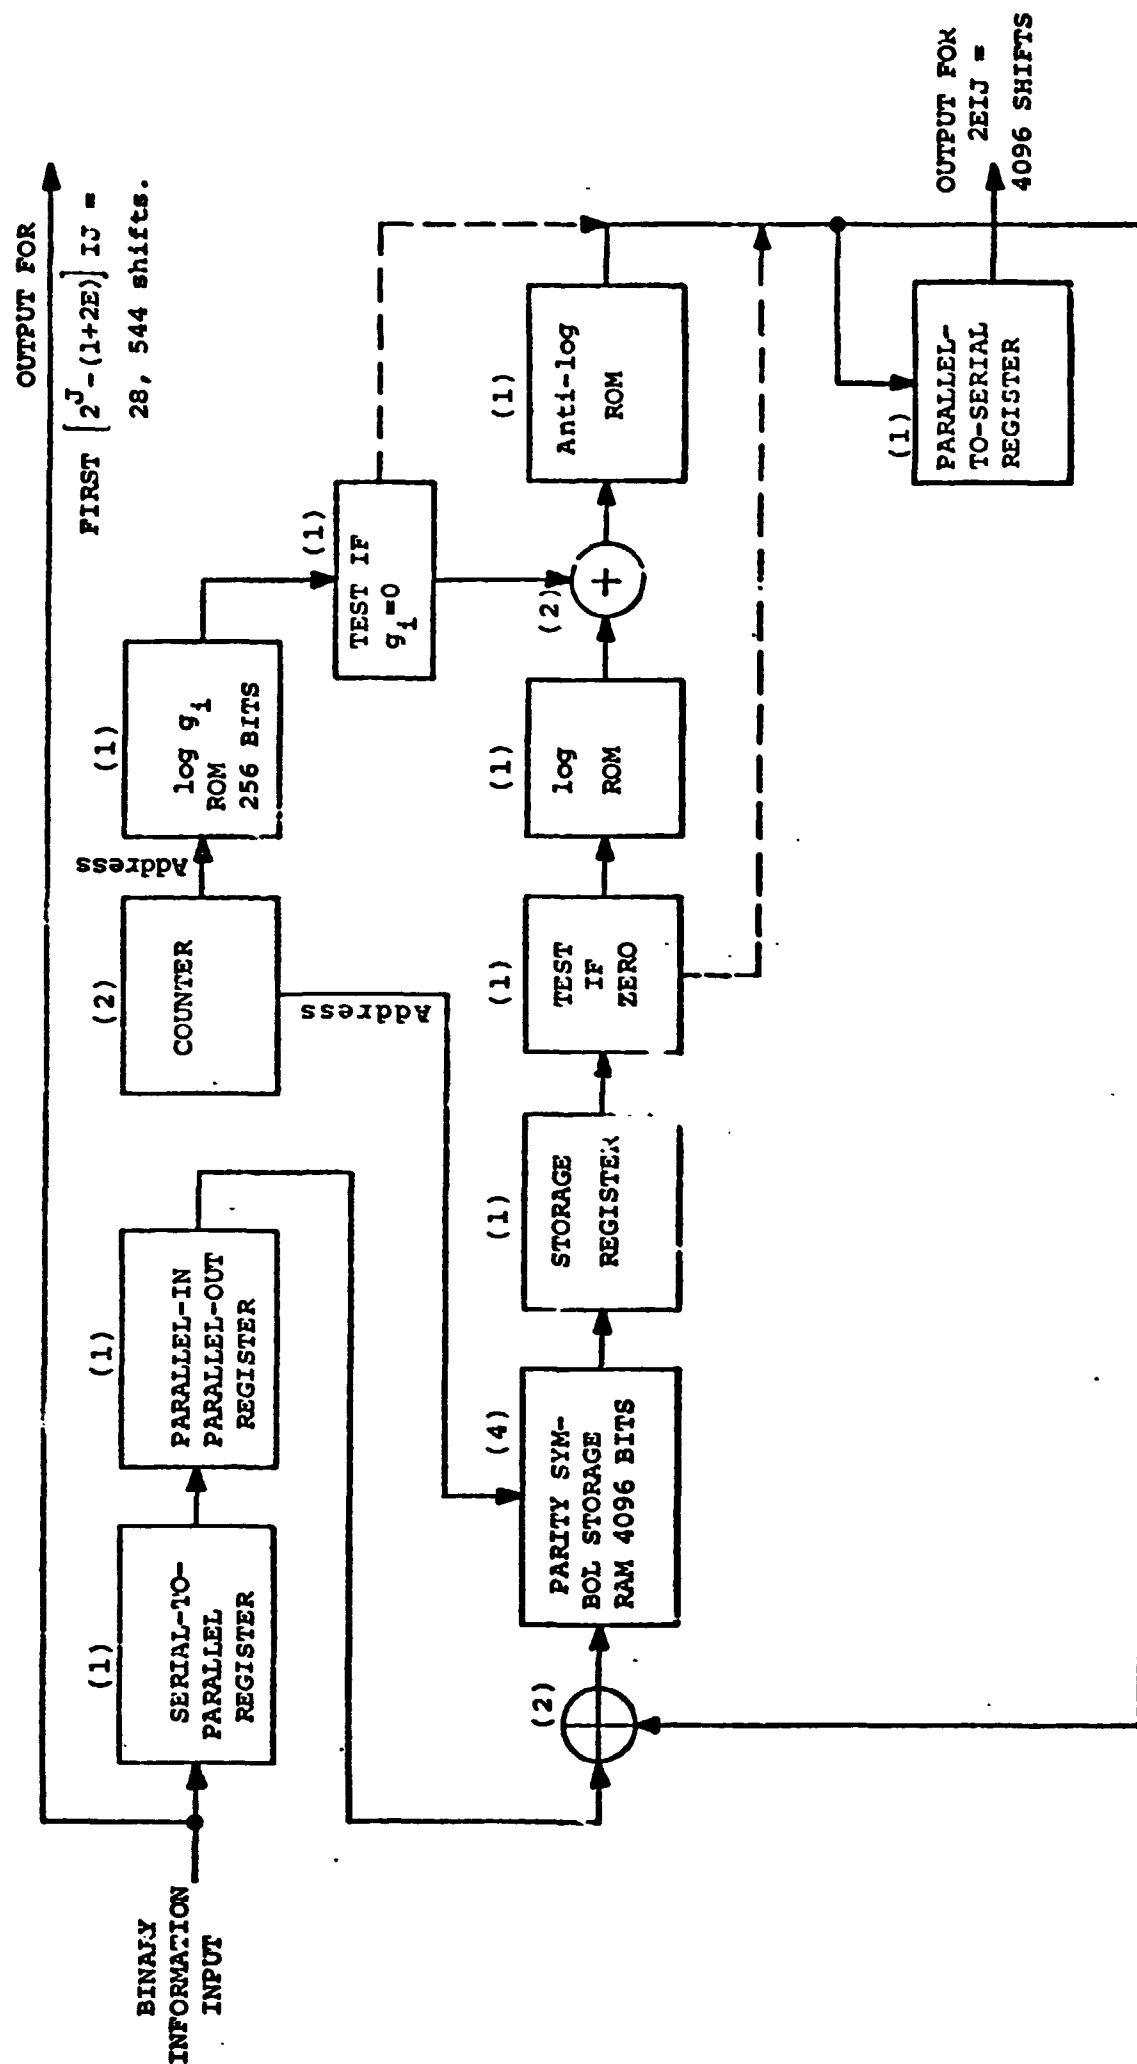 BINARY
INFORMATION
INPUT
OUTPUT FOR
FIRST [2^J-(1+2E)] IJ =
28, 544 shifts.
(1)
SERIAL-TO-
PARALLEL
REGISTER
(1)
PARALLEL-IN
PARALLEL-OUT
REGISTER
(2)
COUNTER
Address
Address
(1)
log g_i
ROM
256 BITS
(1)
TEST IF
g_i=0
(2)
(4)
PARITY SYM-
BOL STORAGE
RAM 4096 BITS
(1)
STORAGE
REGISTER
(1)
TEST
IF
ZERO
(1)
log
ROM
(2)
+
(1)
Anti-log
ROM
(1)
PARALLEL-
TO-SERIAL
REGISTER
OUTPUT FOR
2EIJ =
4096 SHIFTS